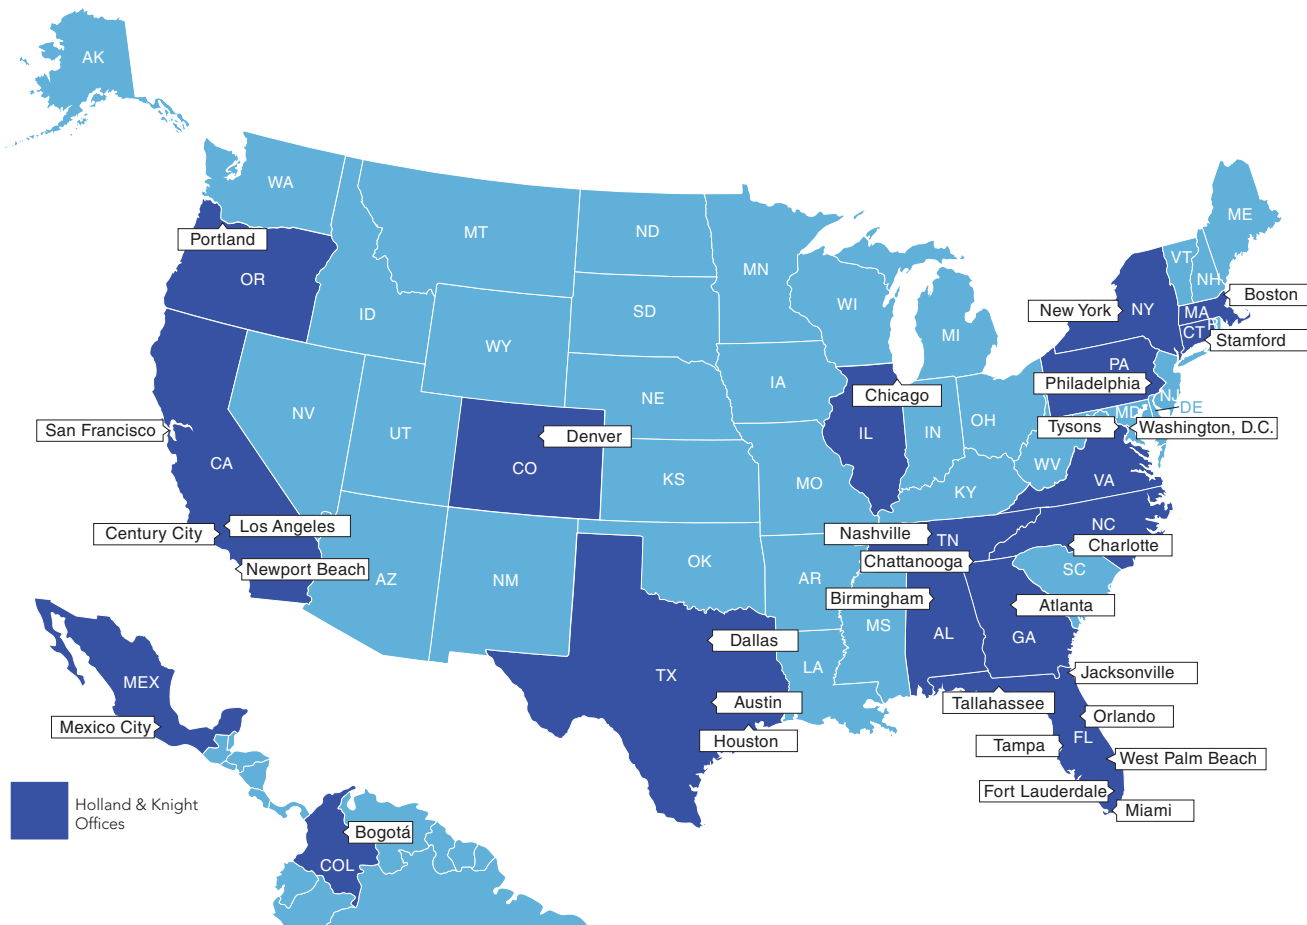 AK
WA
ME
MT
ND
VT
Portland
MN
NH
OR
Boston
WI
New York
NY
MA
ID
SD
RI
CT
Stamford
MI
WY
PA
IA
Philadelphia
Chicago
NE
NJ
NV
DE
MD
OH
UT
IL
IN
Tysons
Washington, D.C.
San Francisco
Denver
CA
CO
WV
KS
VA
MO
KY
Los Angeles
NC
Century City
Nashville
TN
Charlotte
OK
Chattanooga
Newport Beach
SC
AZ
NM
AR
Birmingham
Atlanta
MS
AL
GA
Dallas
LA
Jacksonville
TX
MEX
Austin
Tallahassee
Orlando
Mexico City
Houston
Tampa
FL
West Palm Beach
Fort Lauderdale
Holland & Knight
Offices
Miami
Bogotá
COL